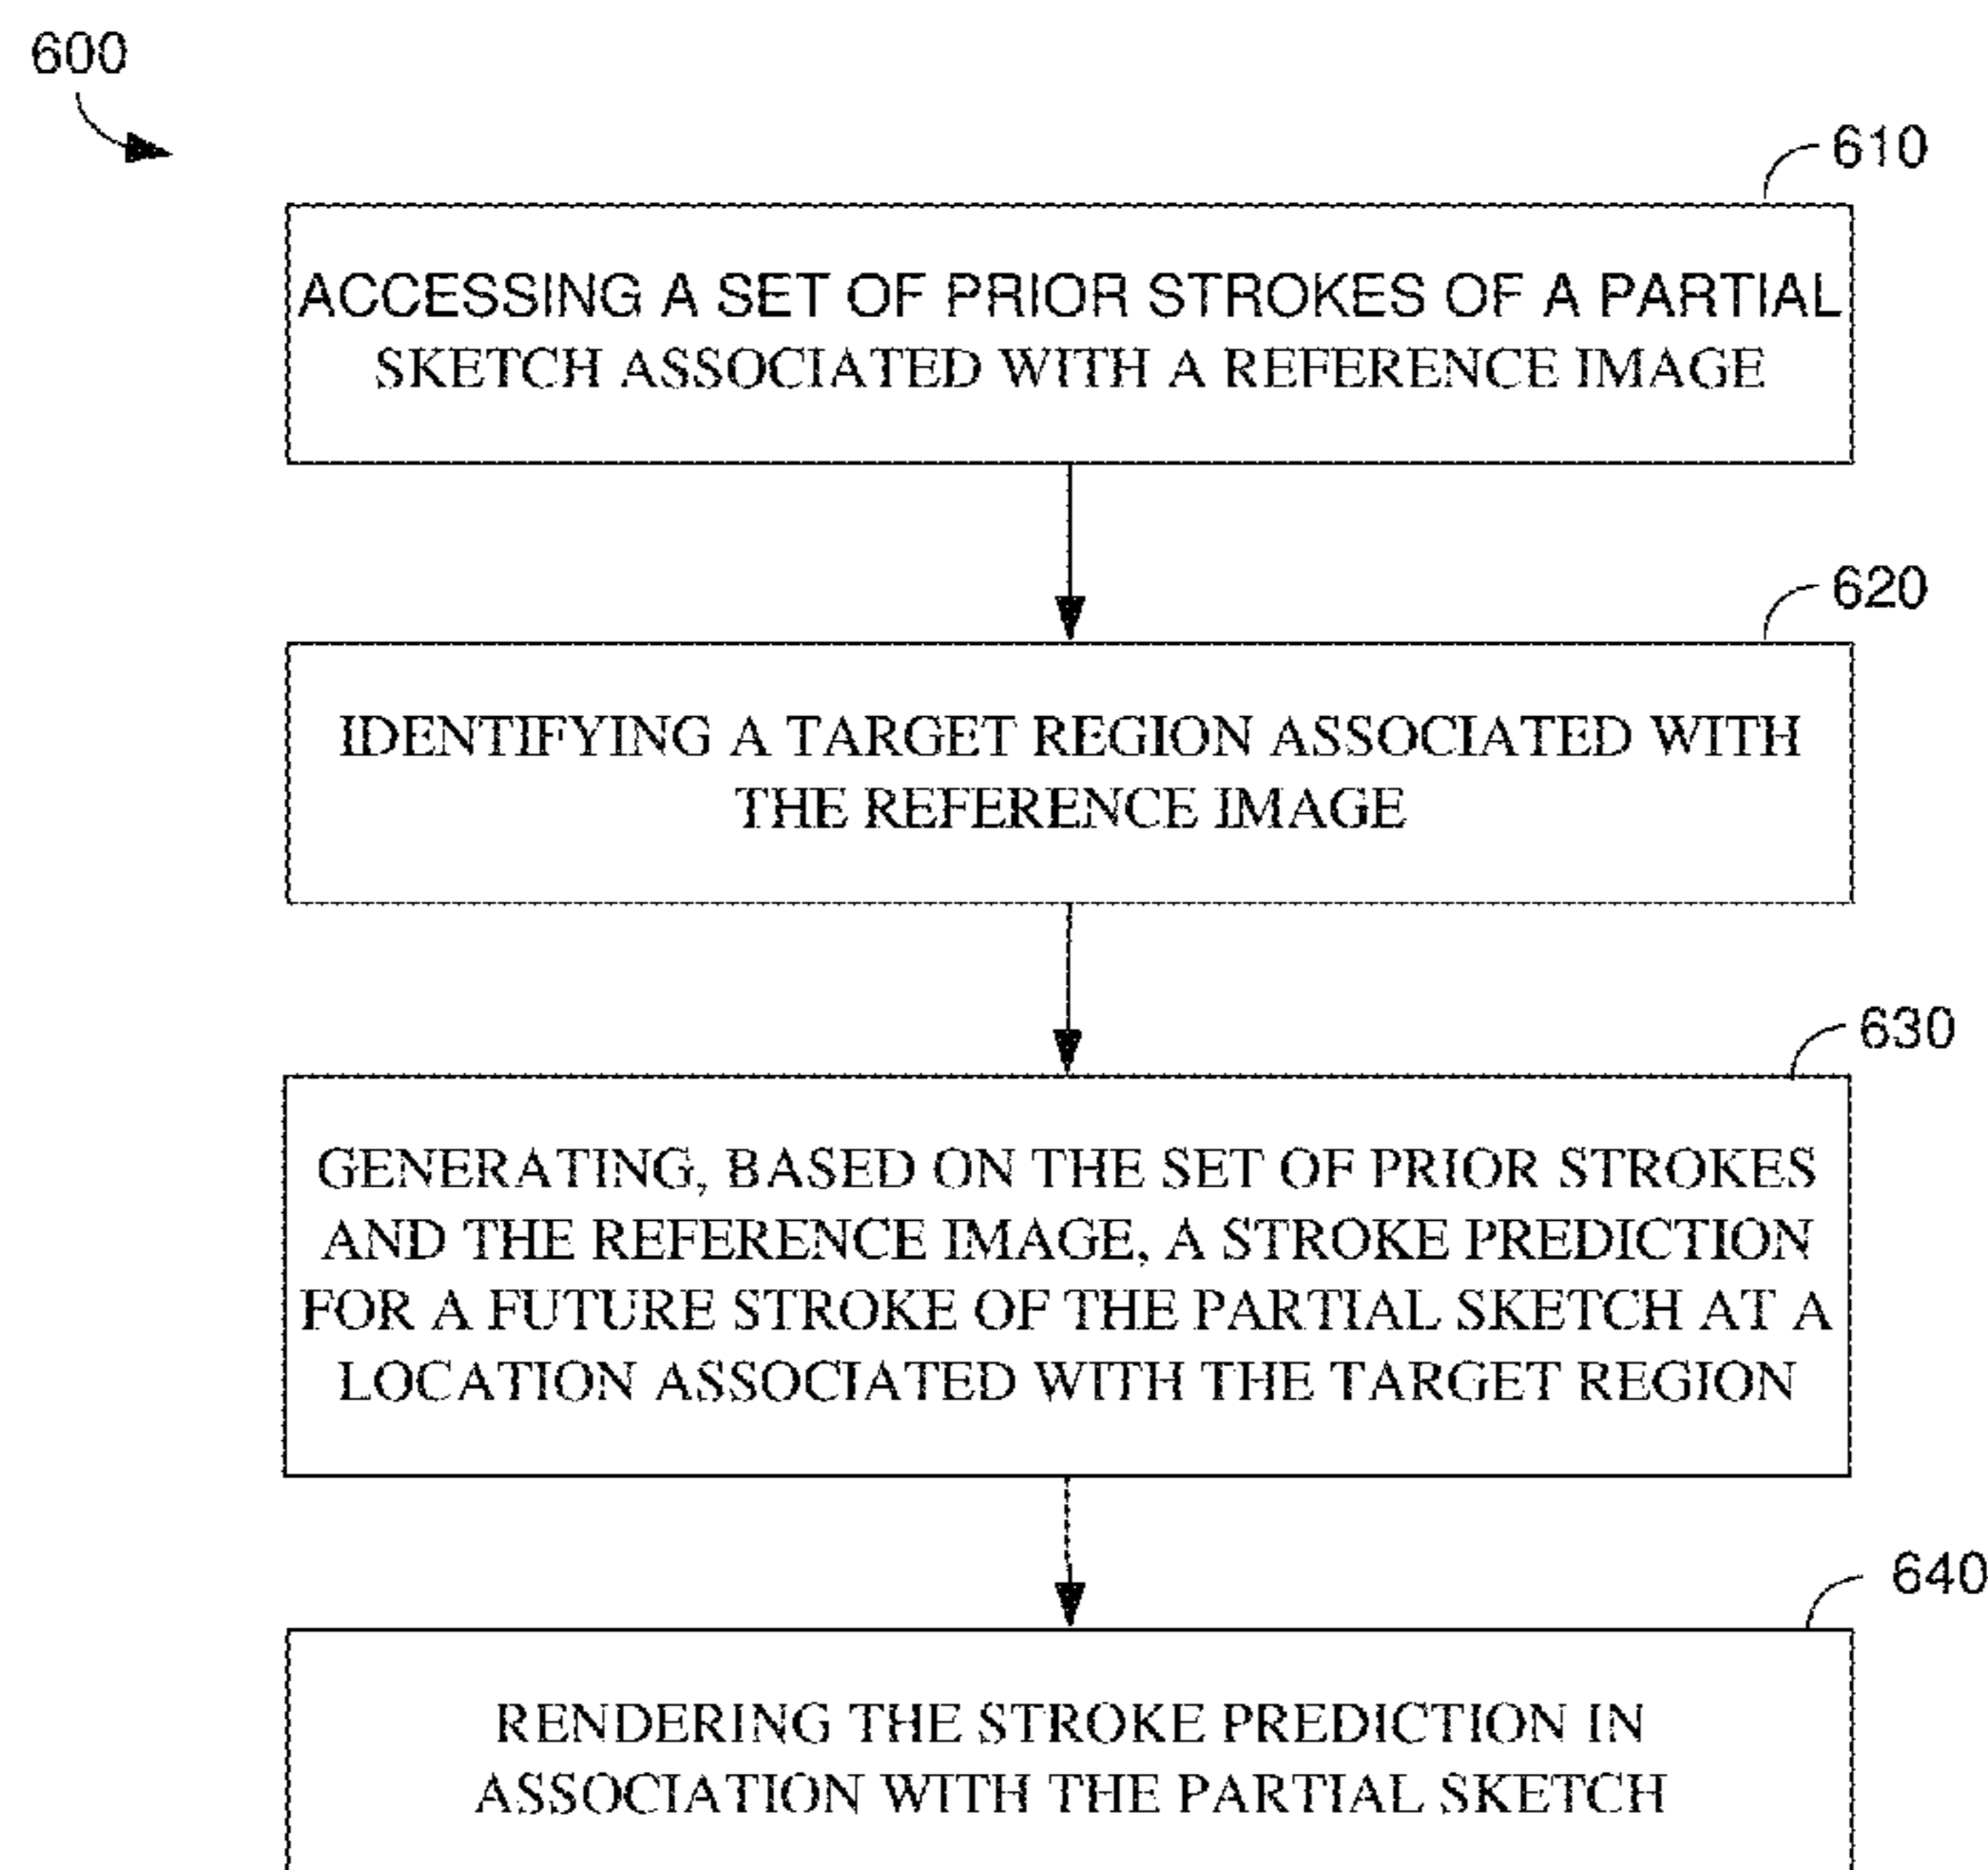 600
610
ACCESSING A SET OF PRIOR STROKES OF A PARTIAL
SKETCH ASSOCIATED WITH A REFERENCE IMAGE
620
IDENTIFYING A TARGET REGION ASSOCIATED WITH
THE REFERENCE IMAGE
630
GENERATING, BASED ON THE SET OF PRIOR STROKES
AND THE REFERENCE IMAGE, A STROKE PREDICTION
FOR A FUTURE STROKE OF THE PARTIAL SKETCH AT A
LOCATION ASSOCIATED WITH THE TARGET REGION
640
RENDERING THE STROKE PREDICTION IN
ASSOCIATION WITH THE PARTIAL SKETCH